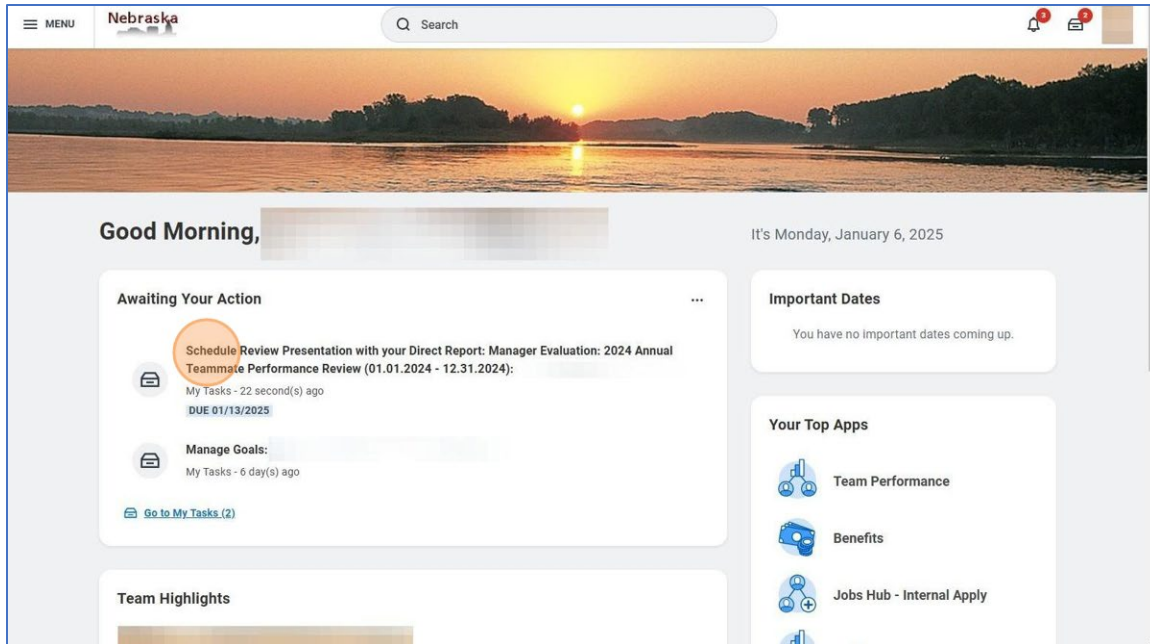 MENU
Nebraska
Search
3
2
Good Morning,
It's Monday, January 6, 2025
Awaiting Your Action
Schedule Review Presentation with your Direct Report: Manager Evaluation: 2024 Annual
Teammate Performance Review (01.01.2024 - 12.31.2024):
My Tasks - 22 second(s) ago
DUE 01/13/2025
Manage Goals:
My Tasks - 6 day(s) ago
Go to My Tasks (2)
Important Dates
You have no important dates coming up.
Your Top Apps
Team Performance
Benefits
Jobs Hub - Internal Apply
Team Highlights